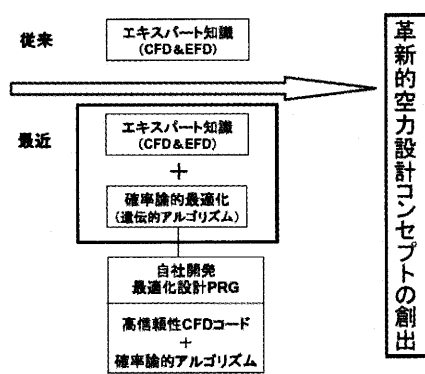 従来
エキスパート知識
(CFD&EFD)
最近
エキスパート知識
(CFD&EFD)
+
確率論的最適化
(遺伝的アルゴリズム)
自社開発
最適化設計PRG
高信頼性CFDコード
+
確率論的アルゴリズム
革新的空力設計コンセプトの創出